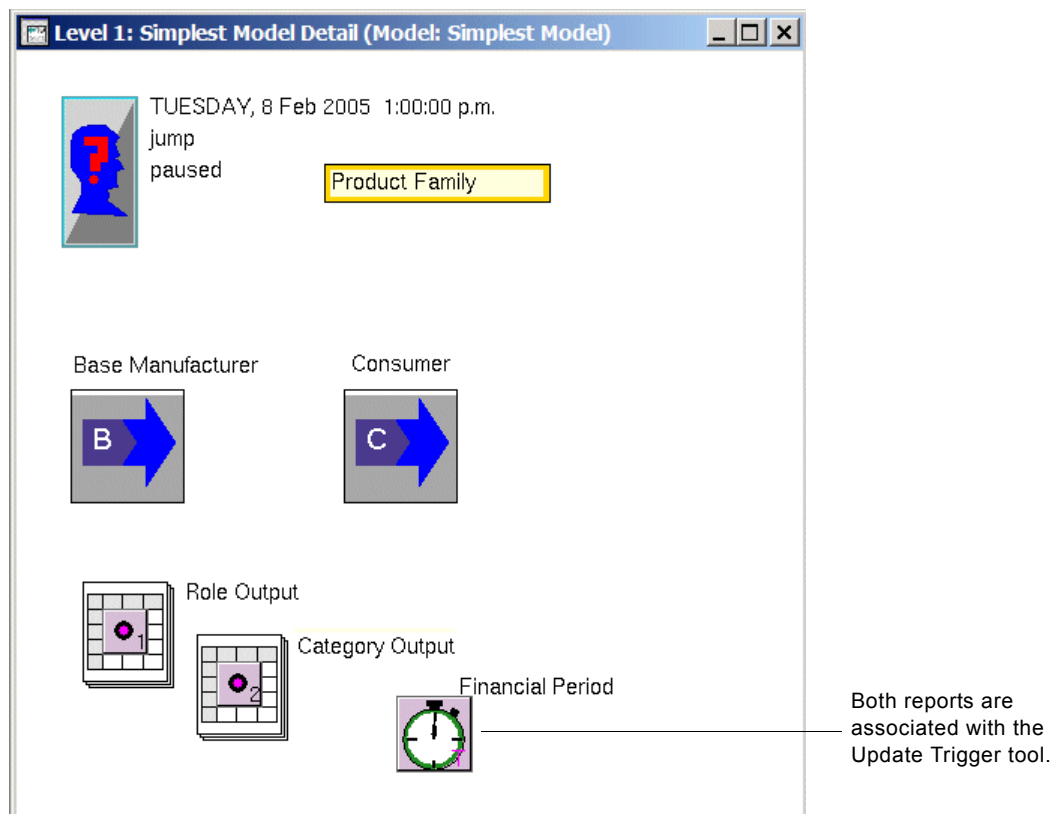 Level 1: Simplest Model Detail (Model: Simplest Model)
TUESDAY, 8 Feb 2005 1:00:00 p.m.
jump
paused
?
Product Family
Base Manufacturer
Consumer
B
C
Role Output
1
Category Output
2
Financial Period
T
Both reports are
associated with the
Update Trigger tool.